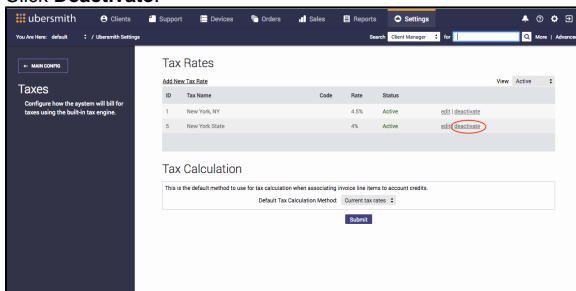 Click Deactivate.
ubersmith Clients Support Devices Orders Sales Reports Settings
You Are Here: default / Ubersmith Settings Search Client Manager for More | Advanced
← MAIN CONFIG
Taxes
Configure how the system will bill for
taxes using the built-in tax engine.
Tax Rates
Add New Tax Rate View Active
ID Tax Name Code Rate Status
1 New York, NY 4.5% Active edit | deactivate
5 New York State 4% Active edit | deactivate
Tax Calculation
This is the default method to use for tax calculation when associating invoice line items to account credits.
Default Tax Calculation Method: Current tax rates
Submit